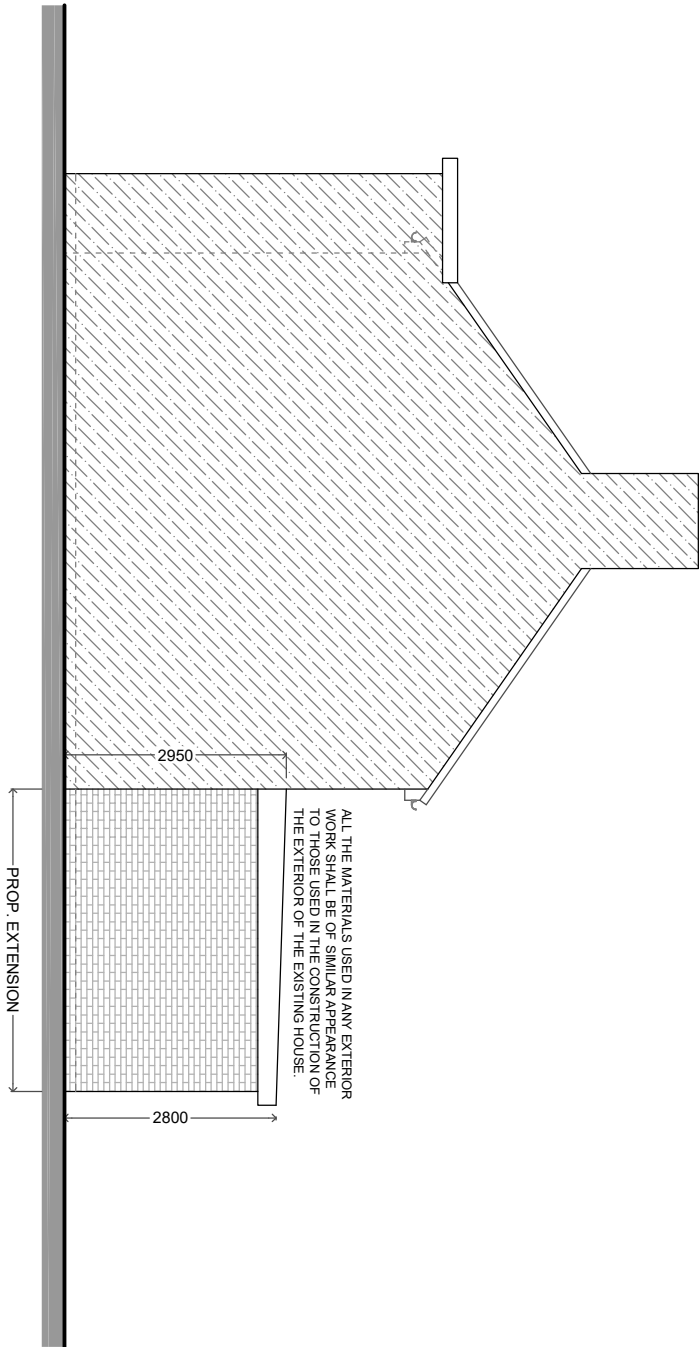 ALL THE MATERIALS USED IN ANY EXTERIOR
WORK SHALL BE OF SIMILAR APPEARANCE
TO THOSE USED IN THE CONSTRUCTION OF
THE EXTERIOR OF THE EXISTING HOUSE.
2950
2800
PROP. EXTENSION